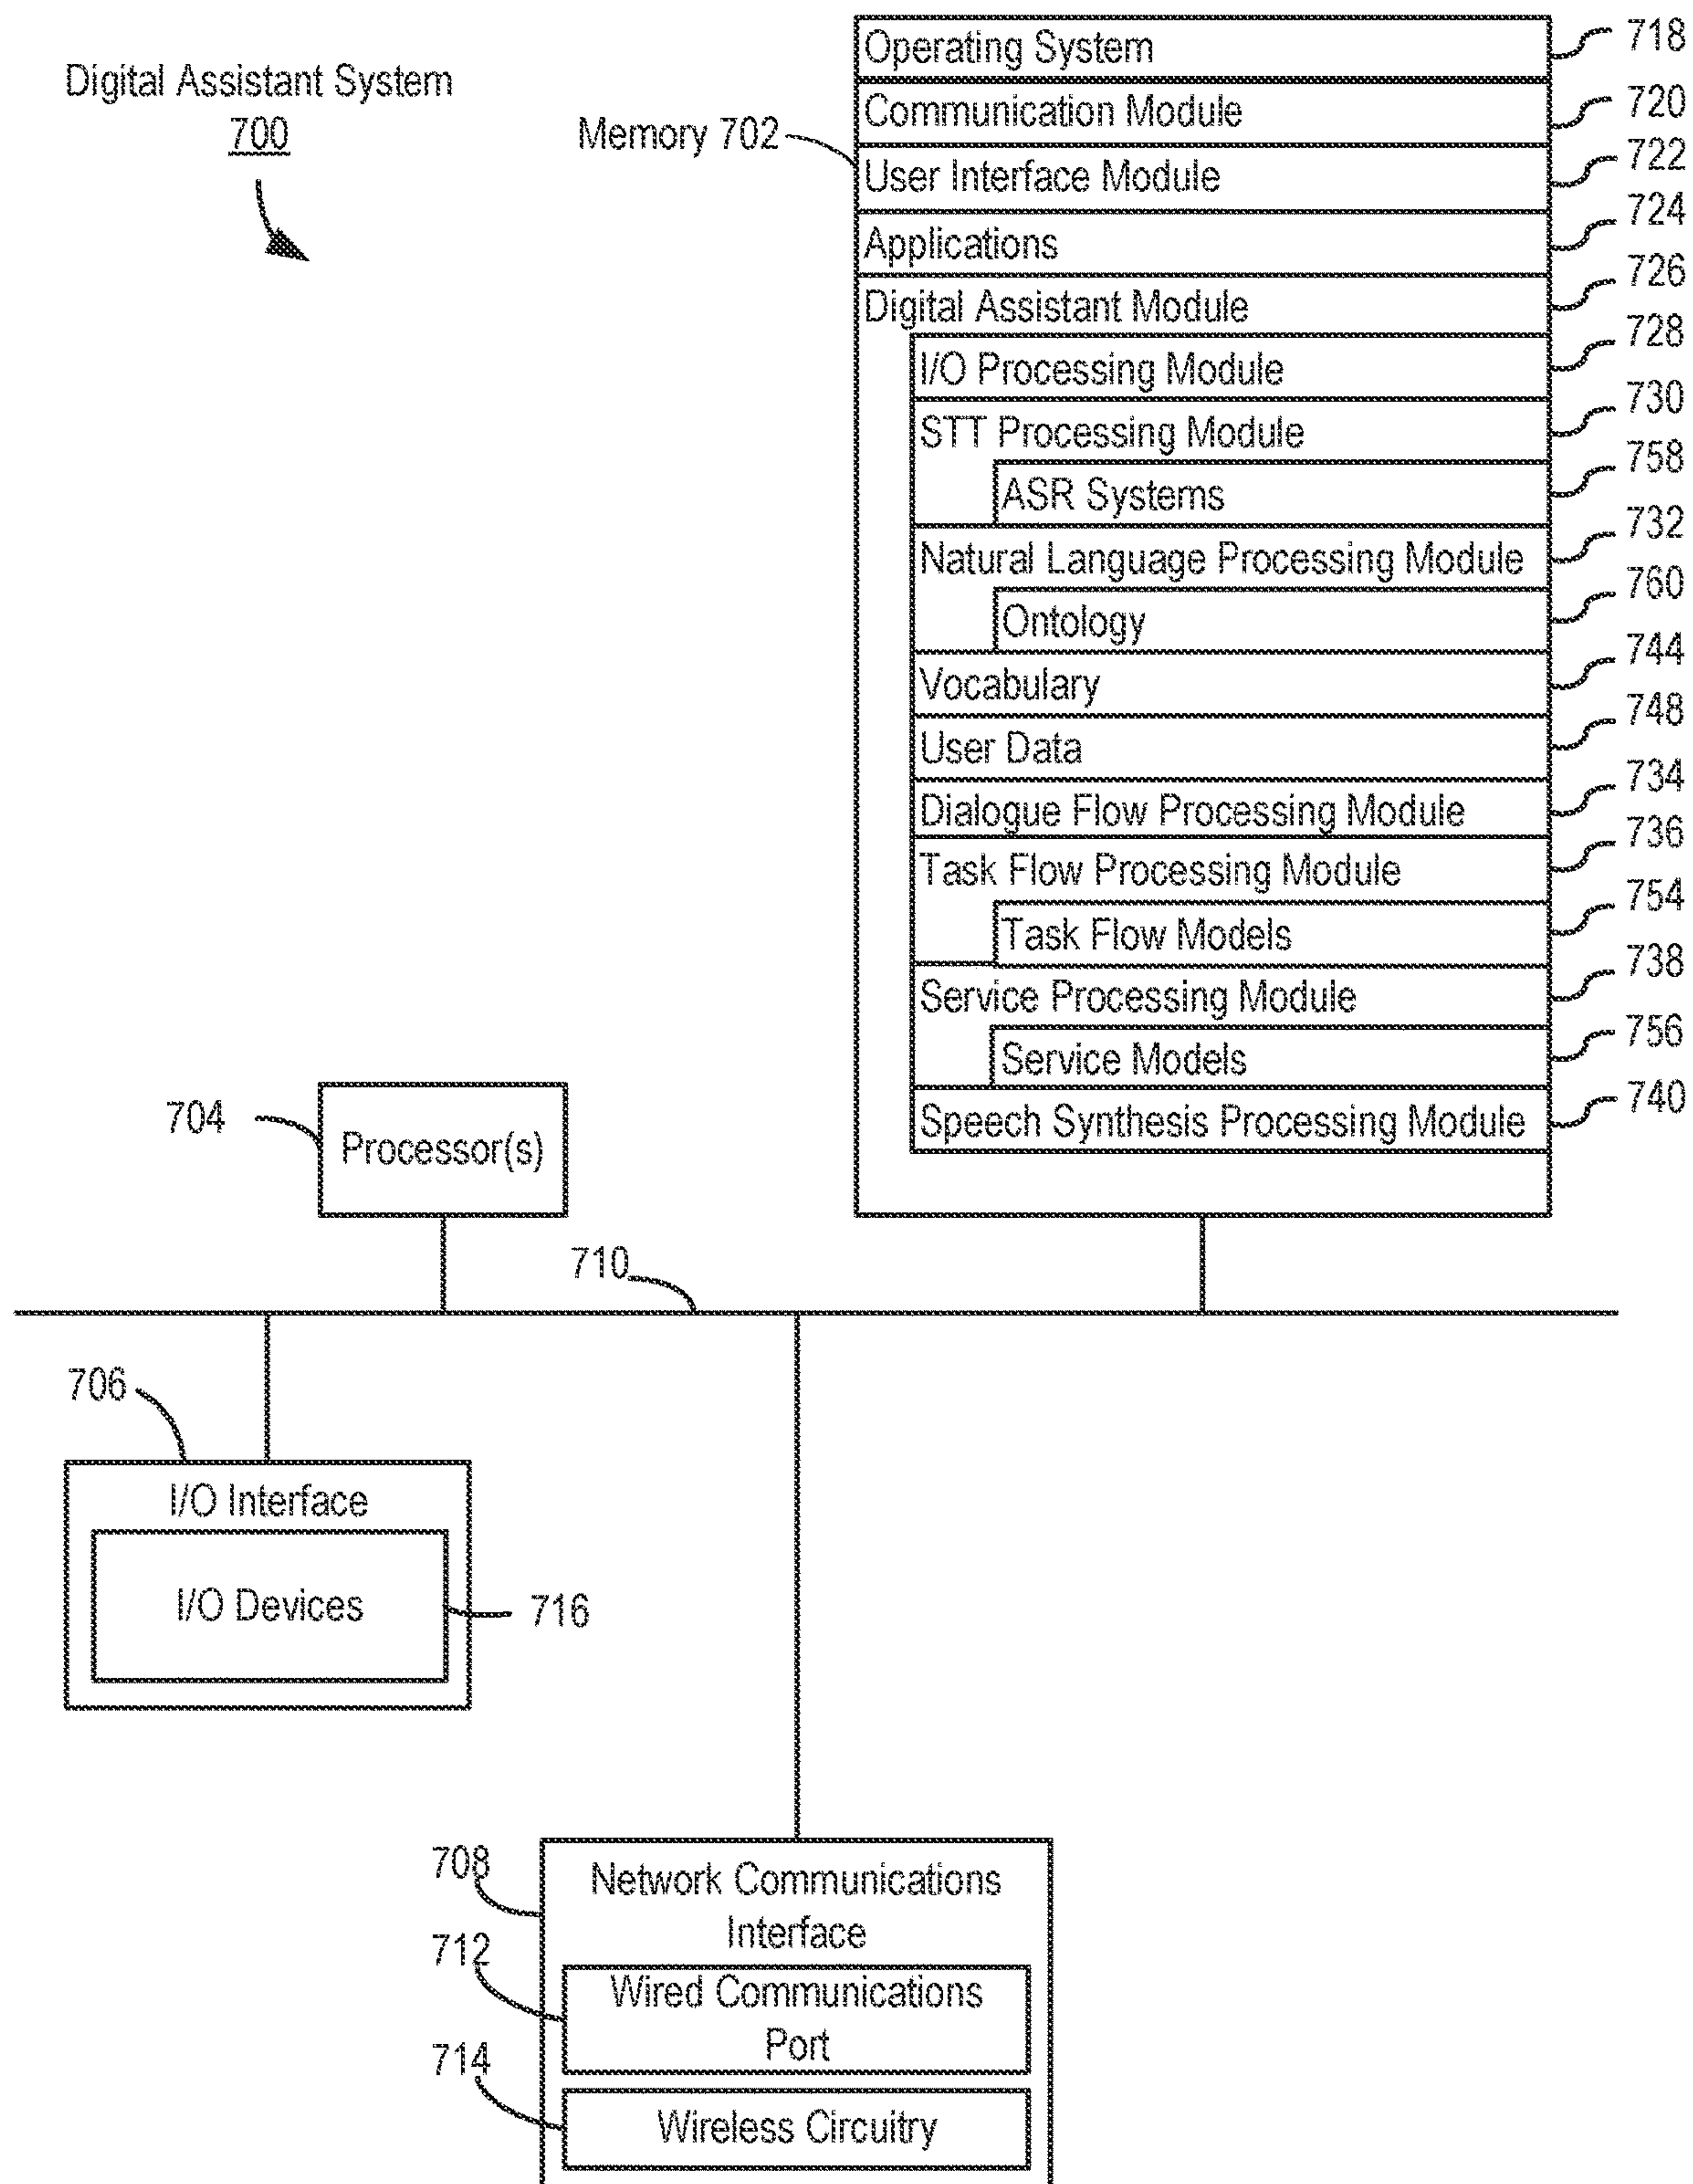 Digital Assistant System
700
Memory 702
Operating System 718
Communication Module 720
User Interface Module 722
Applications 724
Digital Assistant Module 726
I/O Processing Module 728
STT Processing Module 730
ASR Systems 758
Natural Language Processing Module 732
Ontology 760
Vocabulary 744
User Data 748
Dialogue Flow Processing Module 734
Task Flow Processing Module 736
Task Flow Models 754
Service Processing Module 738
Service Models 756
Speech Synthesis Processing Module 740
704
Processor(s)
710
706
I/O Interface
I/O Devices
716
708
Network Communications
Interface
712
Wired Communications
Port
714
Wireless Circuitry